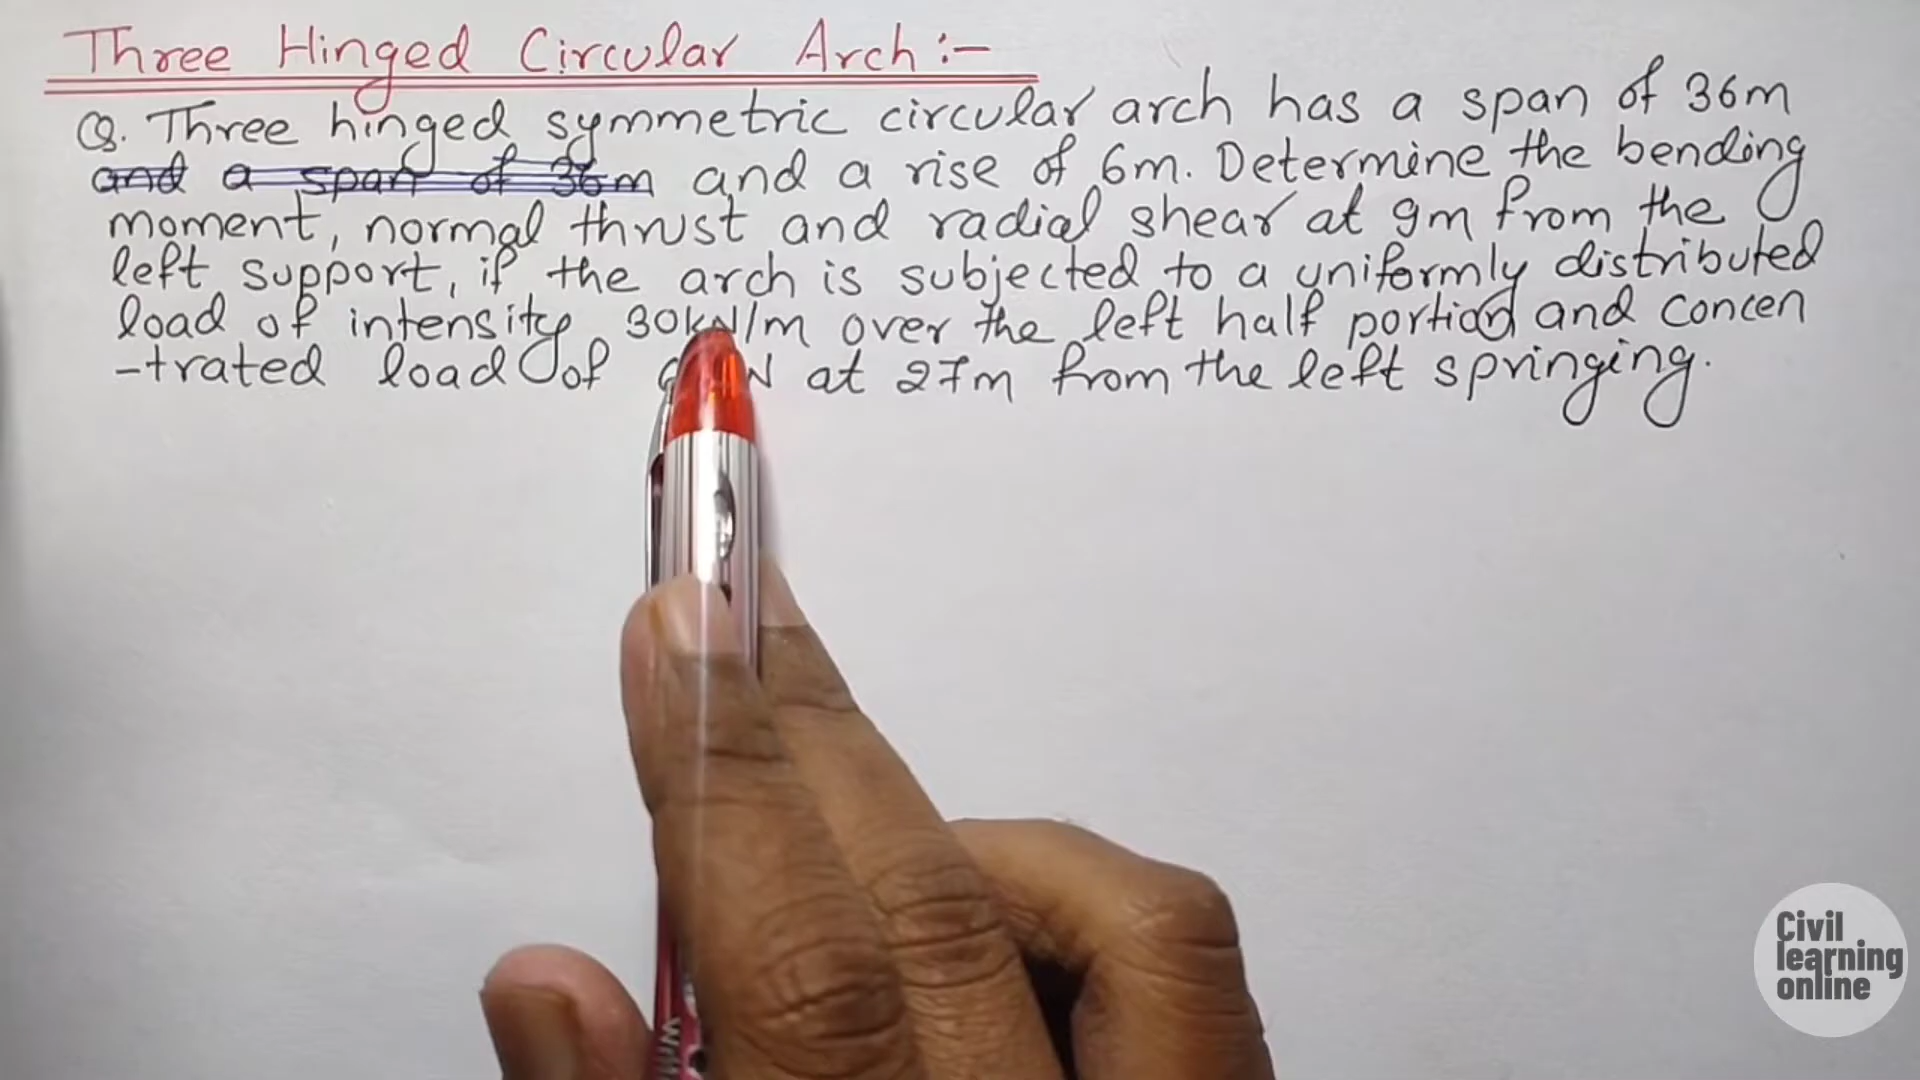 Three Hinged Circular Arch :-
Q. Three hinged symmetric circular arch has a span of 36m
and a span of 36m and a rise of 6m. Determine the bending
moment, normal thrust and radial shear at 9m from the
left support, if the arch is subjected to a uniformly distributed
load of intensity 30kN/m over the left half portion and concen
-trated load of at 27m from the left springing.
Civil
learning
online